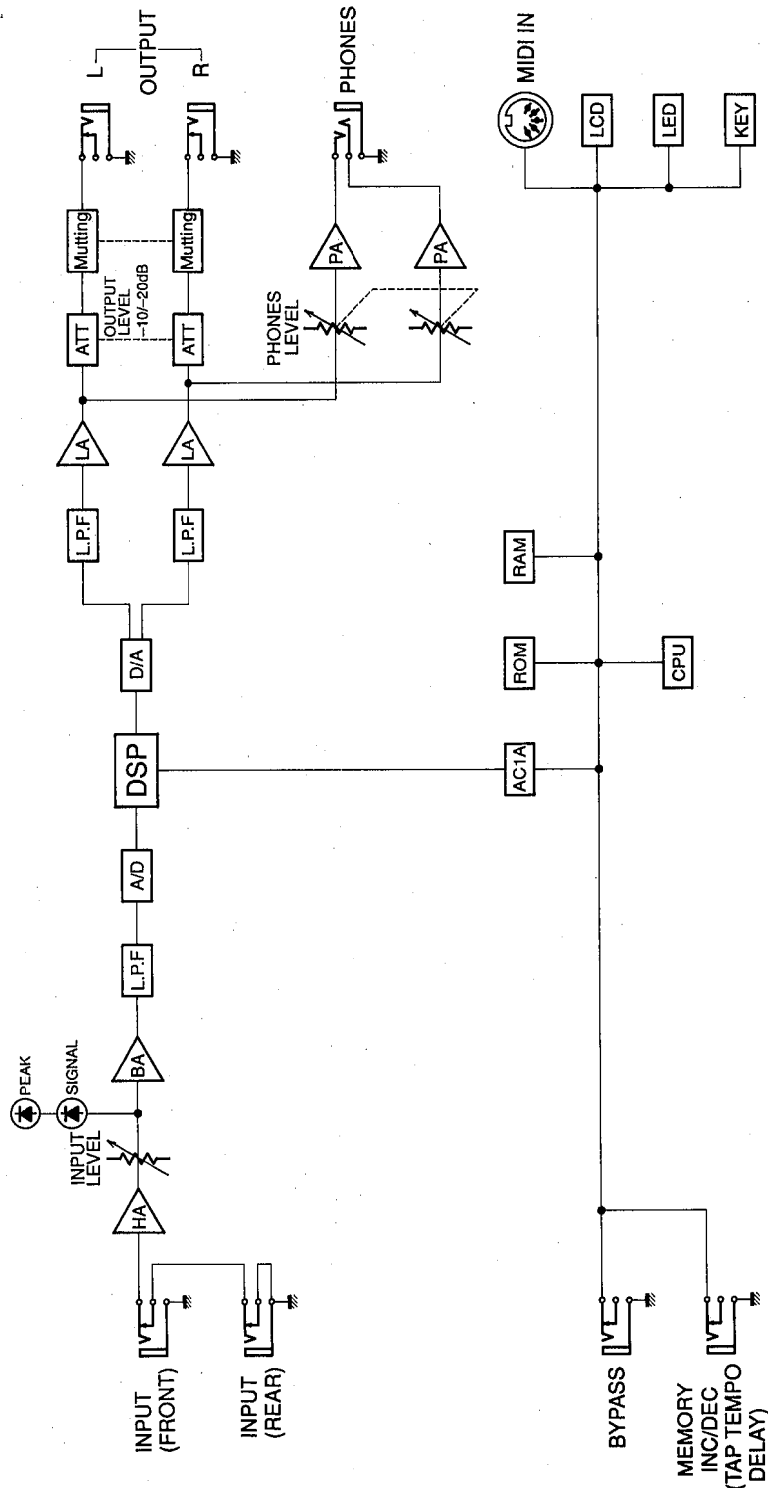 INPUT
(FRONT)
INPUT
(REAR)
HA
INPUT
LEVEL
PEAK
SIGNAL
BA
L.P.F
A/D
DSP
D/A
L.P.F
L.P.F
LA
LA
ATT
ATT
OUTPUT
LEVEL
-10/-20dB
Mutting
Mutting
L
OUTPUT
R
PHONES
LEVEL
PA
PA
PHONES
BYPASS
MEMORY
INC/DEC
(TAP TEMPO
DELAY)
AC1A
ROM
RAM
CPU
MIDI IN
LCD
LED
KEY